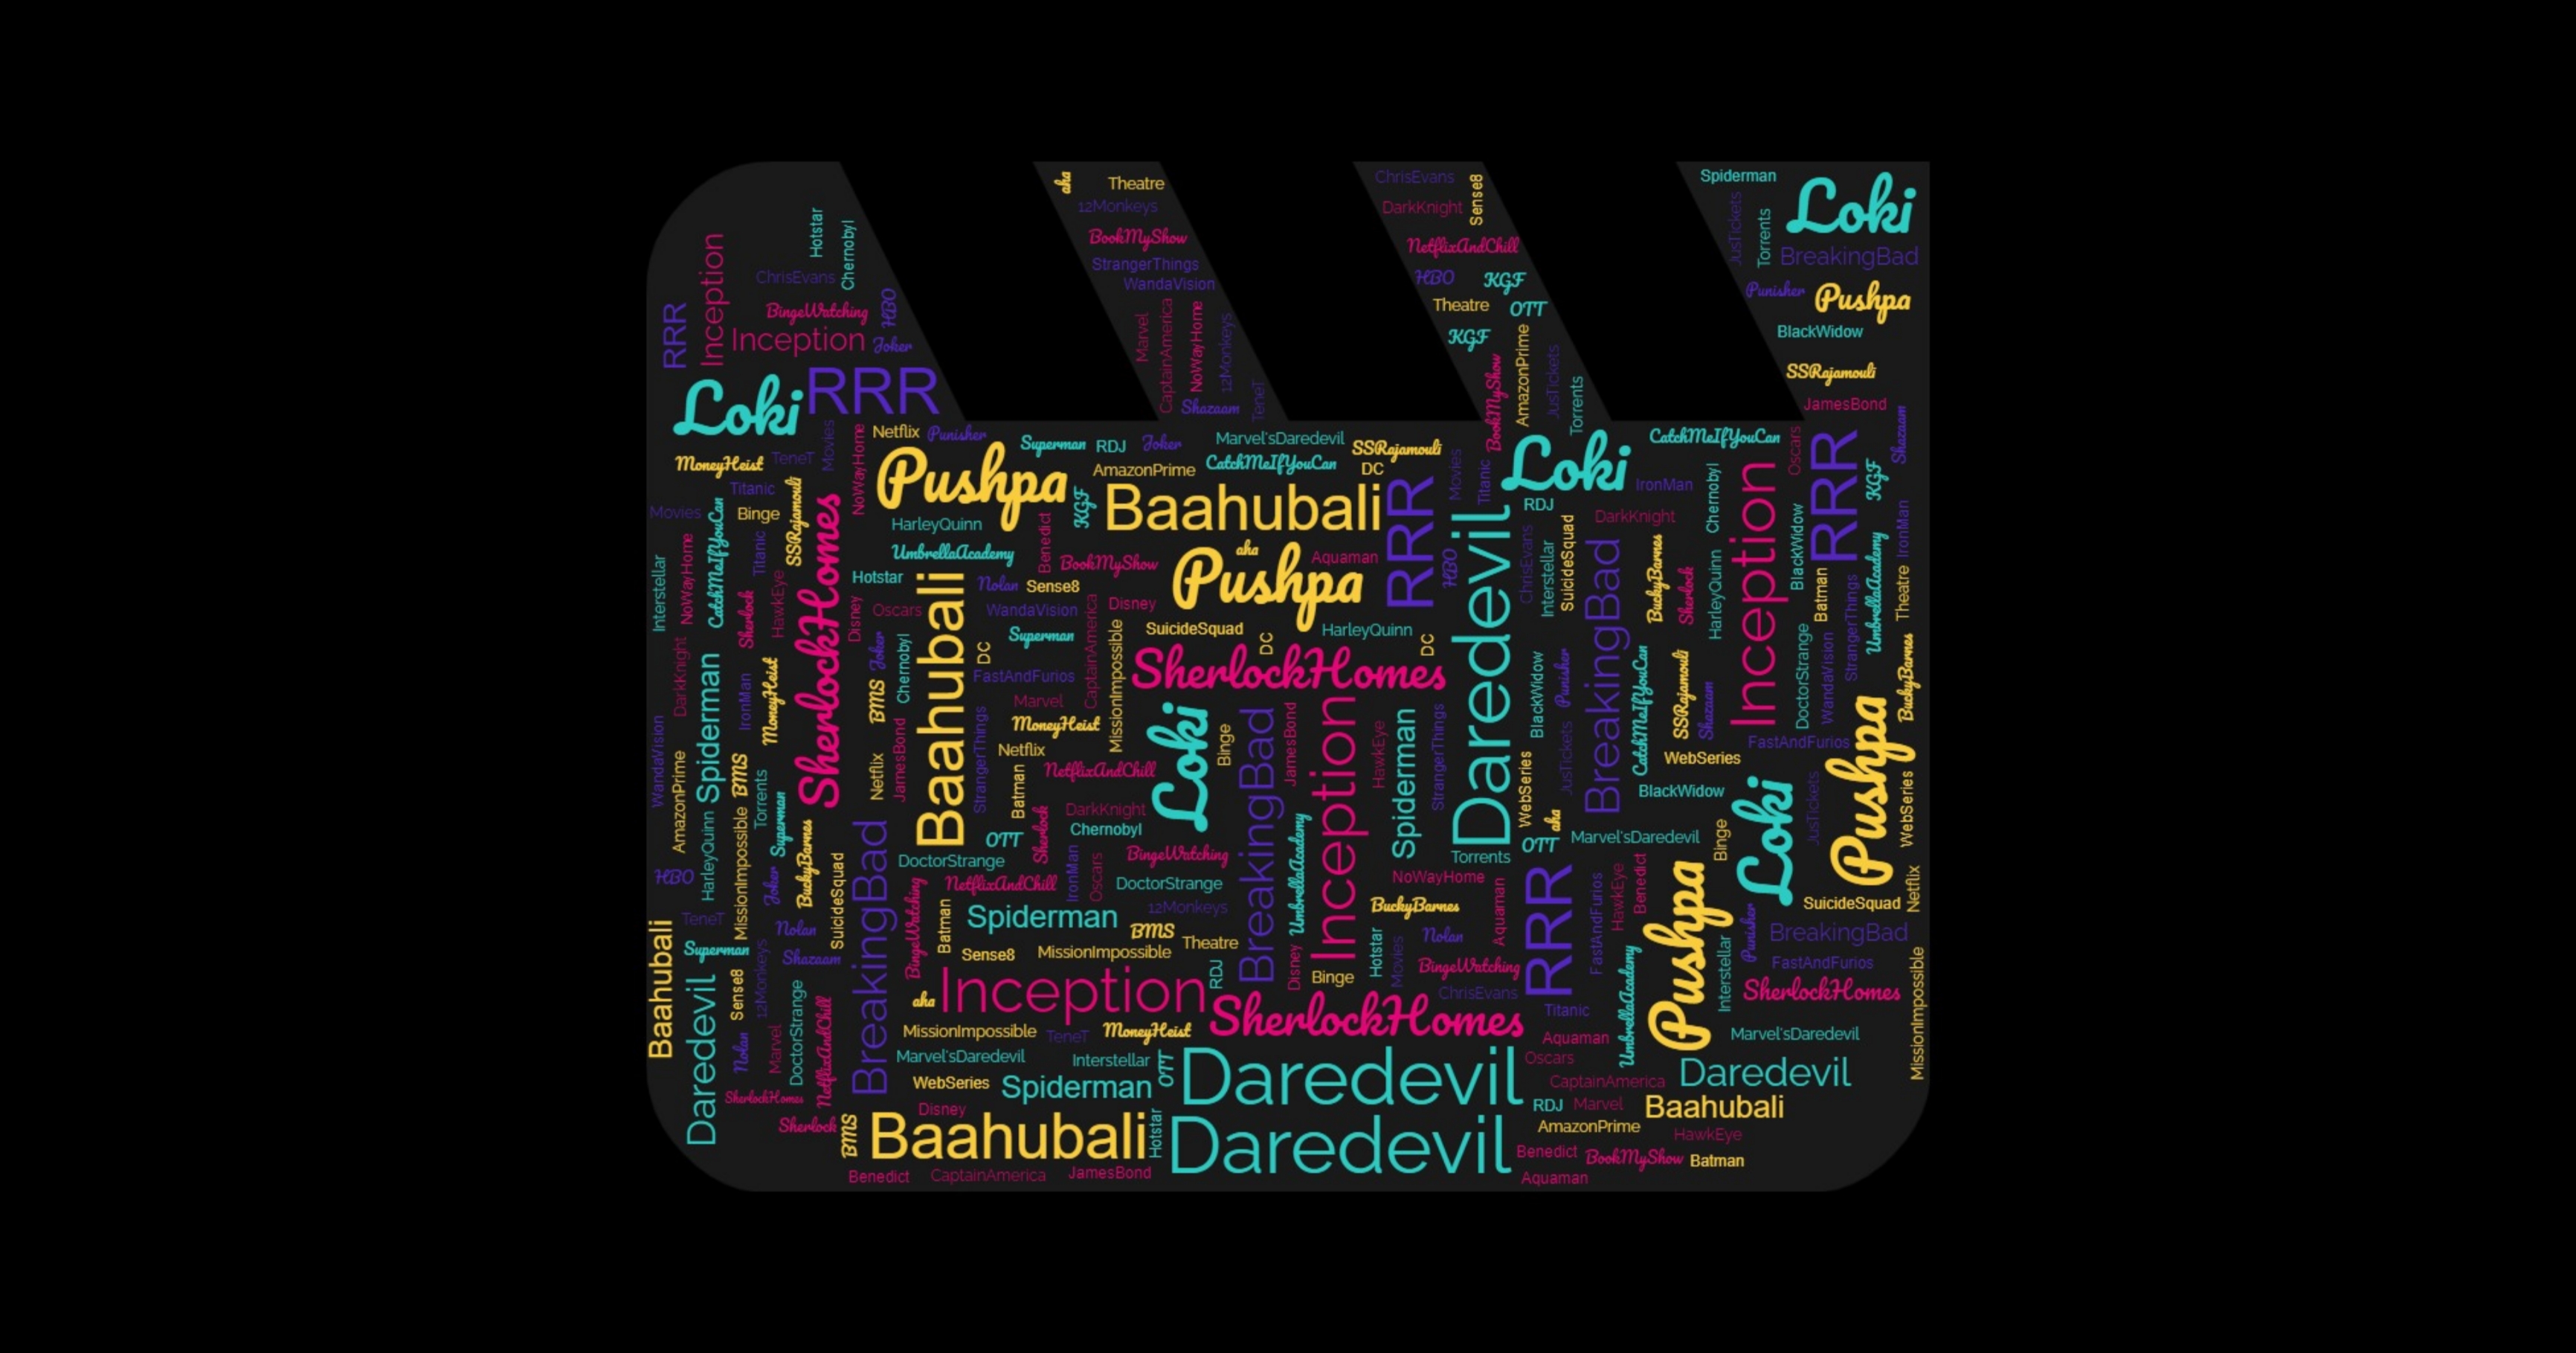 aha
Theatre
12Monkeys
BookMyShow
StrangerThings
WandaVision
Marvel
CaptainAmerica
NoWayHome
12Monkeys
Shazaam
TeneT
ChrisEvans
Sense8
DarkKnight
NetflixAndChill
HBO
KGF
Theatre
OTT
KGF
BookMyShow
AmazonPrime
JusTickets
Torrents
Spiderman
Loki
JusTickets
Torrents
BreakingBad
Punisher
Pushpa
BlackWidow
SSRajamouli
JamesBond
Shazaam
Hotstar
Chernobyl
Inception
ChrisEvans
BingeWatching
HBO
RRR
Inception
Joker
Loki
RRR
Movies
NoWayHome
Netflix
Punisher
Superman
RDJ
Joker
Marvel'sDaredevil
SSRajamouli
MoneyHeist
TeneT
Pushpa
AmazonPrime
CatchMeIfYouCan
DC
Titanic
SSRajamouli
KGF
Baahubali
RRR
Movies
Titanic
Loki
CatchMeIfYouCan
Oscars
RRR
KGF
IronMan
RDJ
Chernobyl
Inception
Movies
Binge
CatchMeIfYouCan
SherlockHomes
HarleyQuinn
UmbrellaAcademy
Benedict
BookMyShow
aha
Pushpa
Aquaman
HBO
Daredevil
ChrisEvans
Interstellar
SuicideSquad
DarkKnight
BreakingBad
BuckyBarnes
Sherlock
HarleyQuinn
BlackWidow
Batman
UmbrellaAcademy
IronMan
Theatre
Interstellar
NoWayHome
Titanic
Sherlock
HawkEye
Hotstar
Nolan
Sense8
Disney
Oscars
Baahubali
WandaVision
Disney
CaptainAmerica
MissionImpossible
SuicideSquad
DC
HarleyQuinn
DC
Joker
Chernobyl
DC
Superman
SherlockHomes
DoctorStrange
WandaVision
StrangerThings
BuckyBarnes
DarkKnight
Spiderman
IronMan
MoneyHeist
BMS
FastAndFurios
Marvel
MoneyHeist
Netflix
StrangerThings
Batman
NetflixAndChill
Loki
Binge
BreakingBad
JamesBond
Inception
HawkEye
Spiderman
StrangerThings
BlackWidow
Punisher
CatchMeIfYouCan
SSRajamouli
Shazaam
FastAndFurios
Pushpa
WebSeries
WebSeries
JusTickets
WandaVision
AmazonPrime
BMS
Torrents
Netflix
JamesBond
BlackWidow
Loki
JusTickets
WebSeries
HarleyQuinn
MissionImpossible
Superman
BuckyBarnes
SuicideSquad
BreakingBad
DarkKnight
Chernobyl
OTT
Sherlock
DoctorStrange
BingeWatching
UmbrellaAcademy
Torrents
OTT
aha
Marvel'sDaredevil
Binge
HBO
Joker
NetflixAndChill
IronMan
Oscars
DoctorStrange
NoWayHome
BuckyBarnes
Aquaman
RRR
FastAndFurios
HawkEye
Benedict
Pushpa
SuicideSquad
Netflix
TeneT
Nolan
BingeWatching
Batman
Spiderman
12Monkeys
BMS
Theatre
Nolan
Hotstar
Movies
Punisher
BreakingBad
Baahubali
Superman
Shazaam
Sense8
MissionImpossible
RDJ
Disney
Binge
BingeWatching
UmbrellaAcademy
Interstellar
FastAndFurios
MissionImpossible
Daredevil
Sense8
12Monkeys
DoctorStrange
NetflixAndChill
aha
Inception
SherlockHomes
ChrisEvans
Titanic
SherlockHomes
Nolan
Marvel
MissionImpossible
TeneT
MoneyHeist
Aquaman
Marvel'sDaredevil
Marvel'sDaredevil
Interstellar
OTT
Daredevil
Oscars
Daredevil
WebSeries
Spiderman
CaptainAmerica
SherlockHomes
Disney
RDJ
Marvel
Baahubali
Sherlock
BMS
Baahubali
Hotstar
Daredevil
AmazonPrime
HawkEye
Benedict
BookMyShow
Batman
Benedict
CaptainAmerica
JamesBond
Aquaman